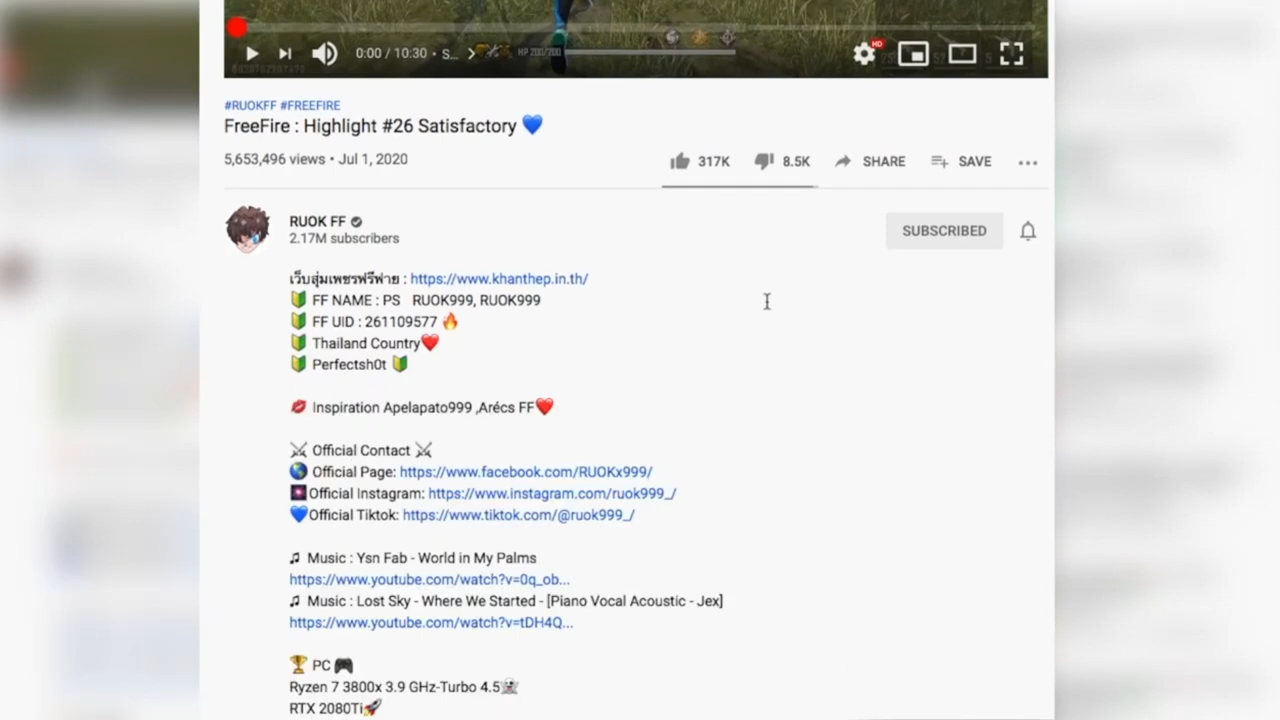 0:00 / 10:30 • S...
HP 200/200
HD
#RUOKFF #FREEFIRE
FreeFire : Highlight #26 Satisfactory 💙
5,653,496 views • Jul 1, 2020
317K 8.5K SHARE SAVE
RUOK FF
2.17M subscribers
SUBSCRIBED
เว็บสุ่มเพชรฟรีฟาย : https://www.khanthep.in.th/
🔰 FF NAME : PS RUOK999, RUOK999
🔰 FF UID : 261109577 🔥
🔰 Thailand Country❤️
🔰 Perfectsh0t 🔰
💋 Inspiration Apelapato999 ,Arécs FF❤️
⚔ Official Contact ⚔
🌎 Official Page: https://www.facebook.com/RUOKx999/
🎆Official Instagram: https://www.instagram.com/ruok999_/
💙Official Tiktok: https://www.tiktok.com/@ruok999_/
♫ Music : Ysn Fab - World in My Palms
https://www.youtube.com/watch?v=0q_ob...
♫ Music : Lost Sky - Where We Started - [Piano Vocal Acoustic - Jex]
https://www.youtube.com/watch?v=tDH4Q...
🏆 PC 🎮
Ryzen 7 3800x 3.9 GHz-Turbo 4.5👻
RTX 2080Ti🚀